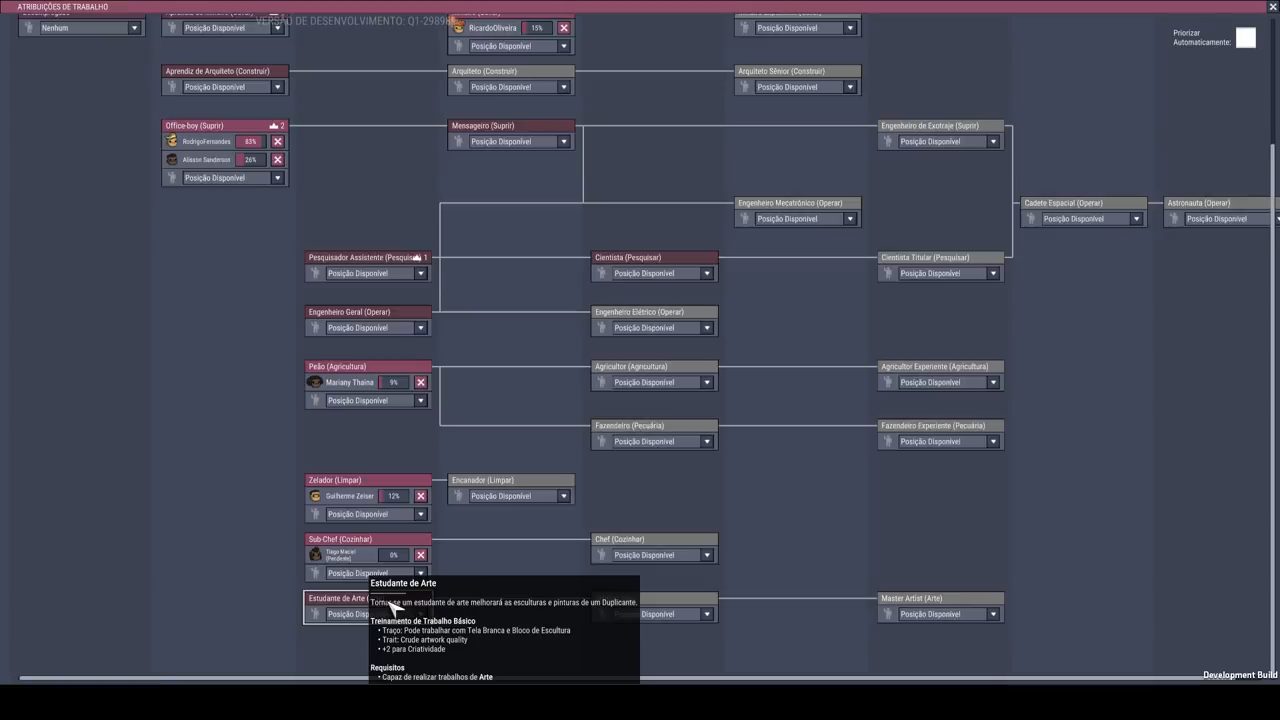 ATRIBUIÇÕES DE TRABALHO
VERSÃO DE DESENVOLVIMENTO: Q1-2989
Nenhum
Posição Disponível
RicardoOliveira 15%
Posição Disponível
Posição Disponível
Priorizar
Automaticamente:
Aprendiz de Arquiteto (Construir)
Posição Disponível
Arquiteto (Construir)
Posição Disponível
Arquiteto Sênior (Construir)
Posição Disponível
Office-boy (Suprir) 2
RodrigoFernandes 83%
Alisson Sanderson 26%
Posição Disponível
Mensageiro (Suprir)
Posição Disponível
Engenheiro de Exotraje (Suprir)
Posição Disponível
Engenheiro Mecatrônico (Operar)
Posição Disponível
Cadete Espacial (Operar)
Posição Disponível
Astronauta (Operar)
Posição Disponível
Pesquisador Assistente (Pesquisar) 1
Posição Disponível
Cientista (Pesquisar)
Posição Disponível
Cientista Titular (Pesquisar)
Posição Disponível
Engenheiro Geral (Operar)
Posição Disponível
Engenheiro Elétrico (Operar)
Posição Disponível
Peão (Agricultura)
Mariany Thaina 9%
Posição Disponível
Agricultor (Agricultura)
Posição Disponível
Agricultor Experiente (Agricultura)
Posição Disponível
Fazendeiro (Pecuária)
Posição Disponível
Fazendeiro Experiente (Pecuária)
Posição Disponível
Zelador (Limpar)
Guilherme Zeiser 12%
Posição Disponível
Encanador (Limpar)
Posição Disponível
Sub-Chef (Cozinhar)
Tiago Maciel
(Pendente) 0%
Posição Disponível
Chef (Cozinhar)
Posição Disponível
Estudante de Arte
Posição
Master Artist (Arte)
Posição Disponível
Estudante de Arte
se um estudante de arte melhorará as esculturas e pinturas de um Duplicante.
Treinamento de Trabalho Básico
• Traço: Pode trabalhar com Tela Branca e Bloco de Escultura
• Trait: Crude artwork quality
• +2 para Criatividade
Requisitos
• Capaz de realizar trabalhos de Arte
Development Build